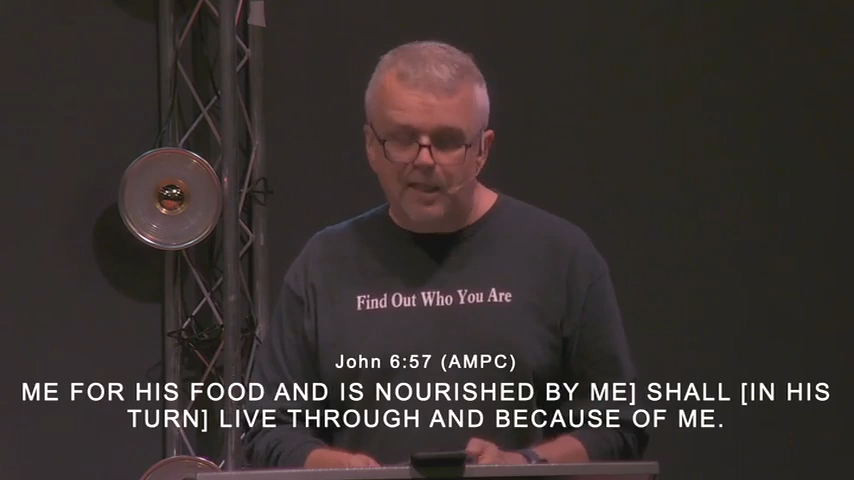 Find Out Who You Are
John 6:57 (AMPC)
ME FOR HIS FOOD AND IS NOURISHED BY ME] SHALL [IN HIS
TURN] LIVE THROUGH AND BECAUSE OF ME.